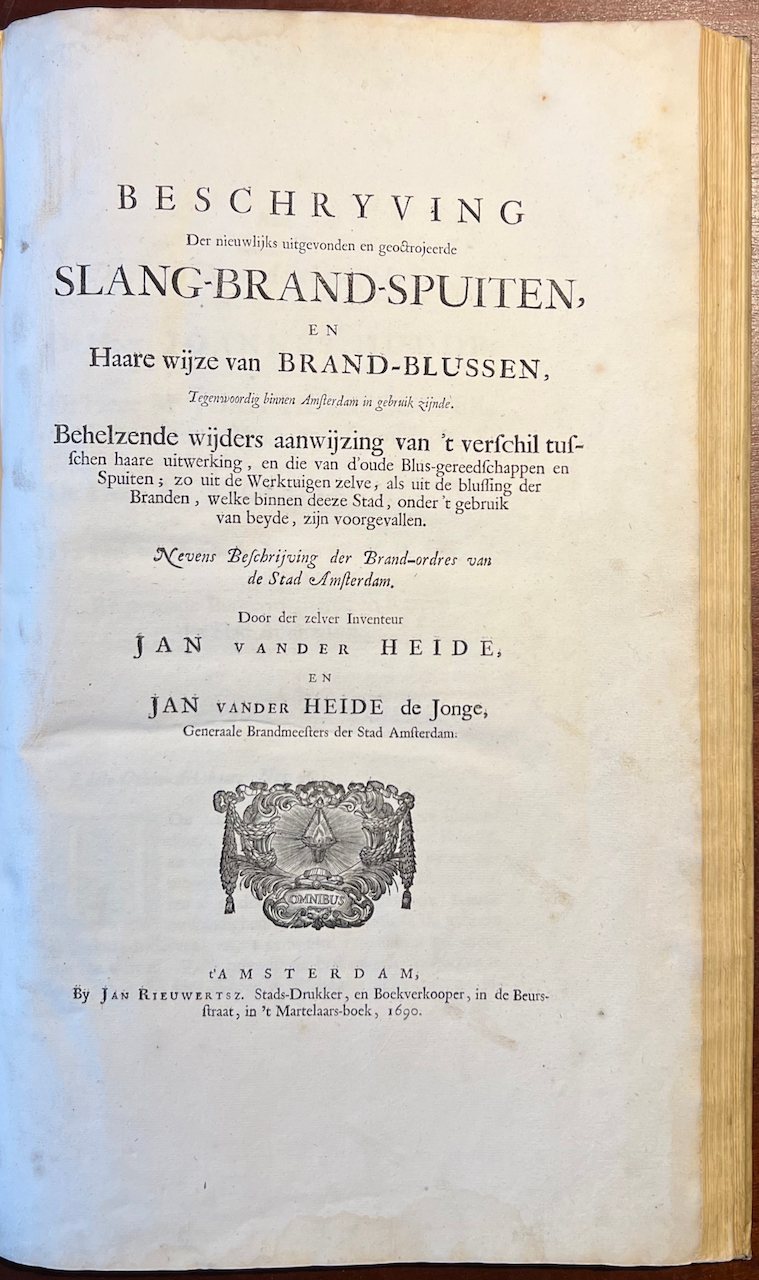 BESCHRYVING
Der nieuwlijks uitgevonden en geoctrojeerde
SLANG-BRAND-SPUITEN,
EN
Haare wijze van BRAND-BLUSSEN,
Tegenwoordig binnen Amſterdam in gebruik zijnde.
Behelzende wijders aanwijzing van 't verſchil tuſ-
ſchen haare uitwerking, en die van d'oude Blus-gereedſchappen en
Spuiten; zo uit de Werktuigen zelve, als uit de bluſſing der
Branden, welke binnen deeze Stad, onder 't gebruik
van beyde, zijn voorgevallen.
Nevens Beſchrijving der Brand-ordres van
de Stad Amſterdam.
Door der zelver Inventeur
JAN VANDER HEIDE,
EN
JAN VANDER HEIDE de Jonge,
Generaale Brandmeeſters der Stad Amſterdam.
OMNIBUS
t'AMSTERDAM,
Bÿ JAN RIEUWERTSZ. Stads-Drukker, en Boekverkooper, in de Beurs-
ſtraat, in 't Martelaars-boek, 1690.